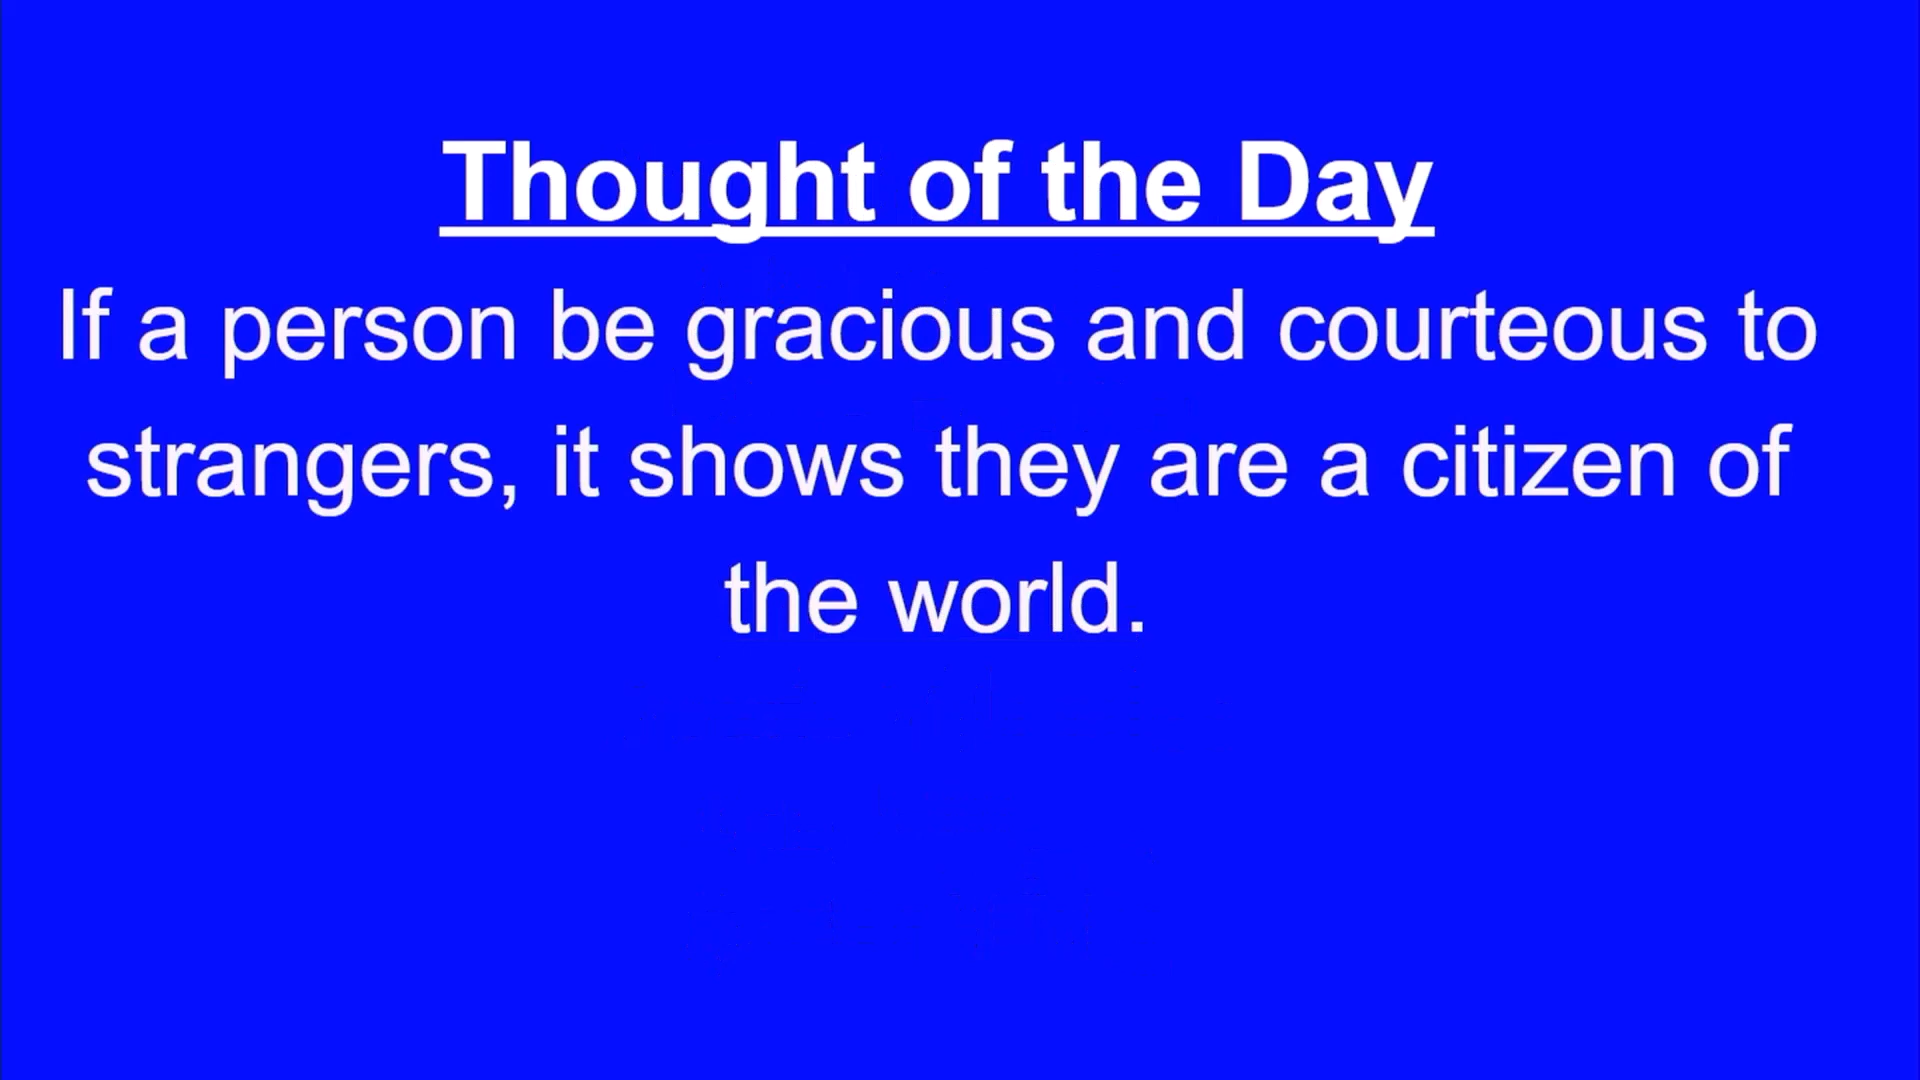 Thought of the Day
If a person be gracious and courteous to
strangers, it shows they are a citizen of
the world.